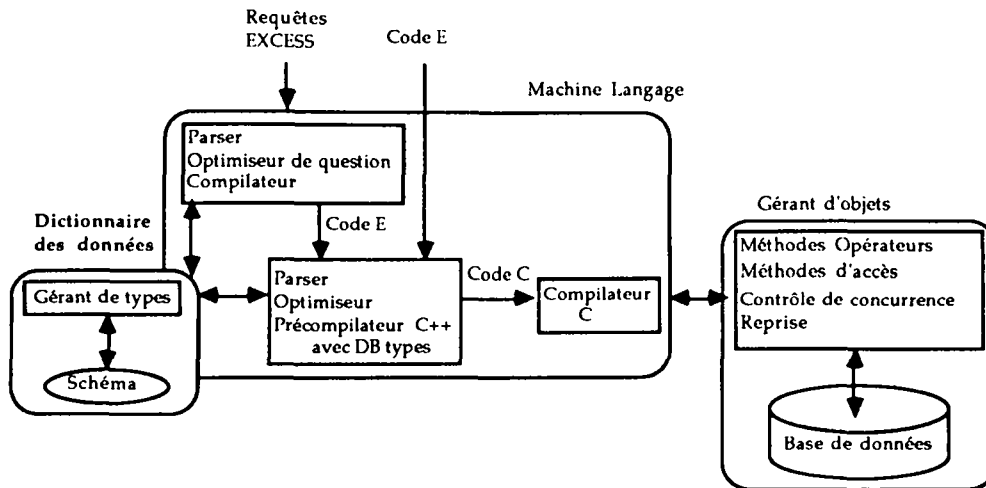 Requêtes
EXCESS
Code E
Machine Langage
Parser
Optimiseur de question
Compilateur
Code E
Dictionnaire
des données
Gérant de types
Schéma
Parser
Optimiseur
Précompilateur C++
avec DB types
Code C
Compilateur
C
Gérant d'objets
Méthodes Opérateurs
Méthodes d'accès
Contrôle de concurrence
Reprise
Base de données